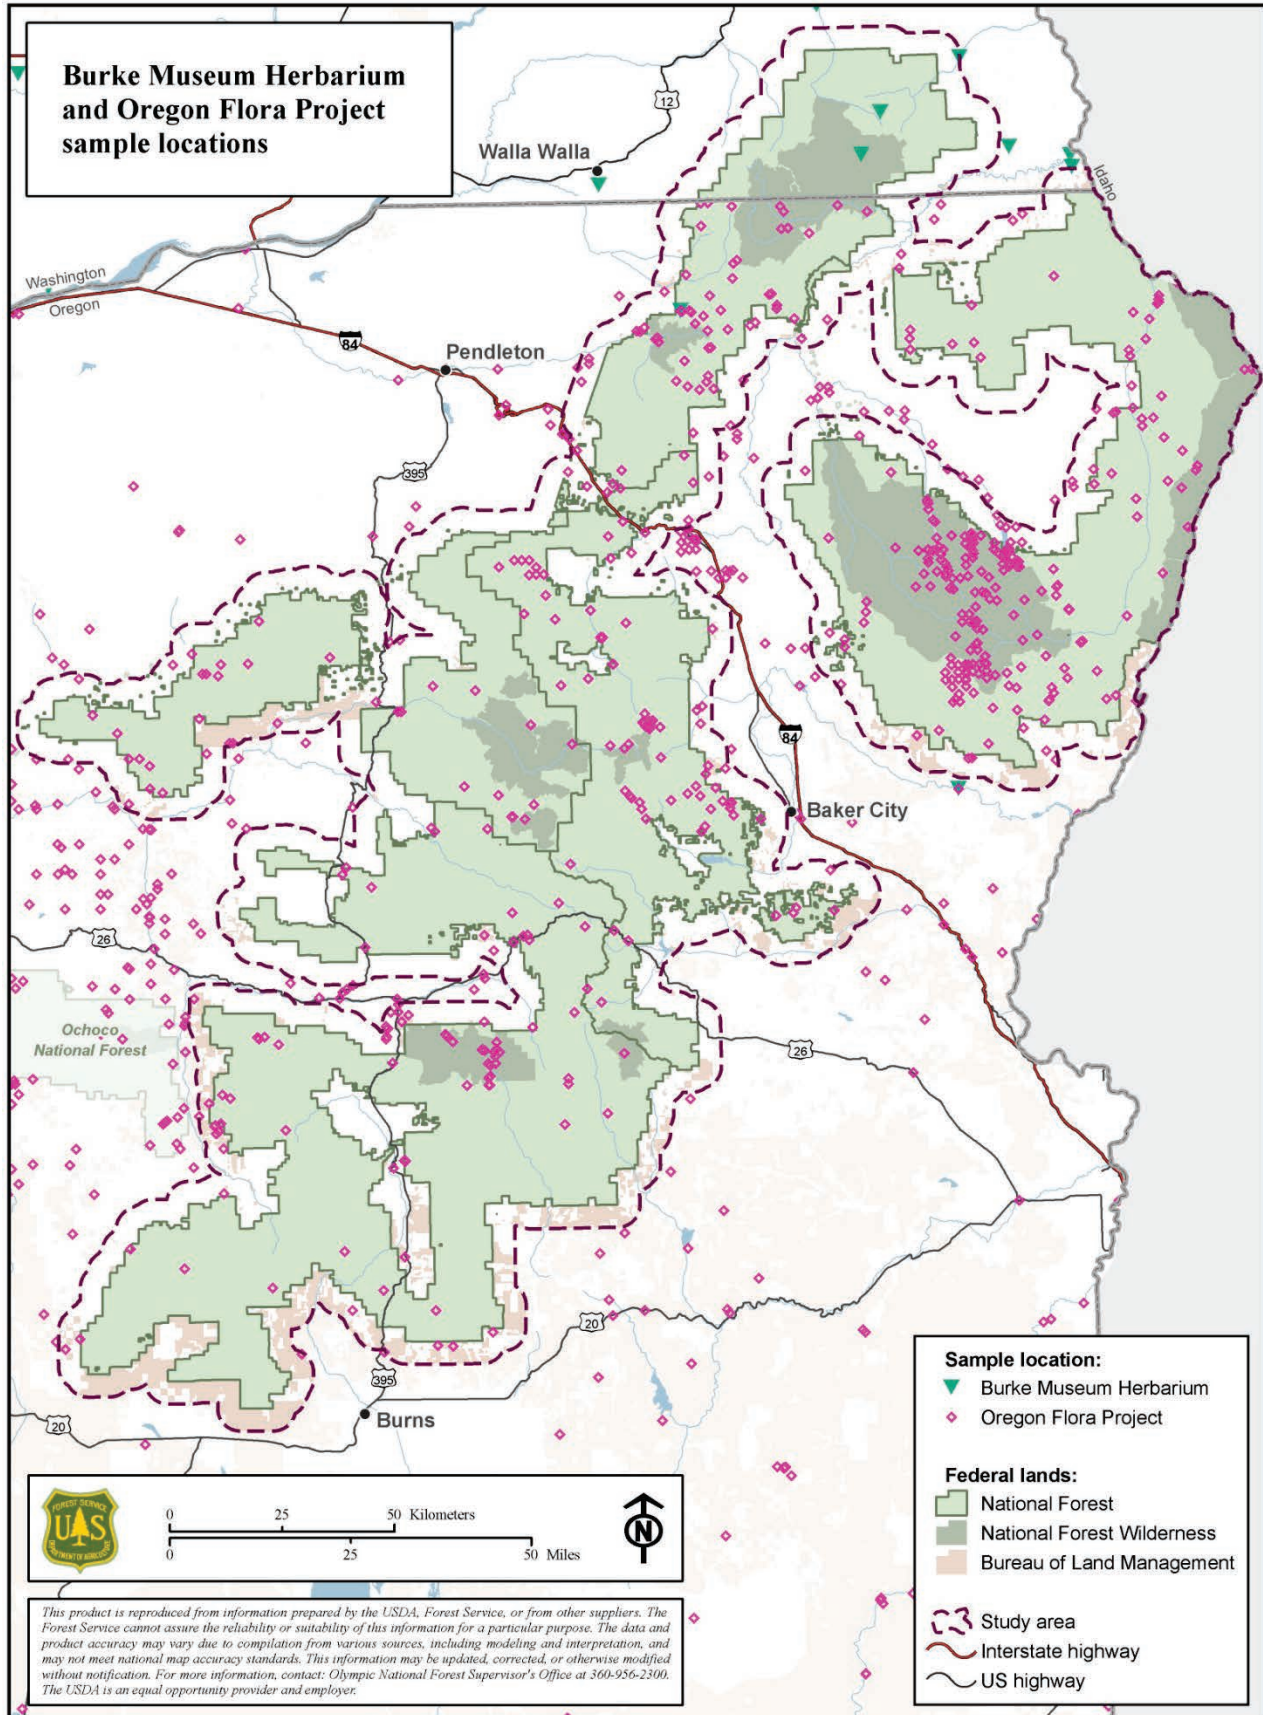 Burke Museum Herbarium
and Oregon Flora Project
sample locations
12
Walla Walla
Idaho
Washington
Oregon
84
Pendleton
395
84
Baker City
26
Ochoco
National Forest
26
20
395
Burns
20
Sample location:
Burke Museum Herbarium
Oregon Flora Project
Federal lands:
National Forest
National Forest Wilderness
Bureau of Land Management
Study area
Interstate highway
US highway
FOREST SERVICE
U S
DEPARTMENT OF AGRICULTURE
0 25 50 Kilometers
0 25 50 Miles
N
This product is reproduced from information prepared by the USDA, Forest Service, or from other suppliers. The
Forest Service cannot assure the reliability or suitability of this information for a particular purpose. The data and
product accuracy may vary due to compilation from various sources, including modeling and interpretation, and
may not meet national map accuracy standards. This information may be updated, corrected, or otherwise modified
without notification. For more information, contact: Olympic National Forest Supervisor's Office at 360-956-2300.
The USDA is an equal opportunity provider and employer.